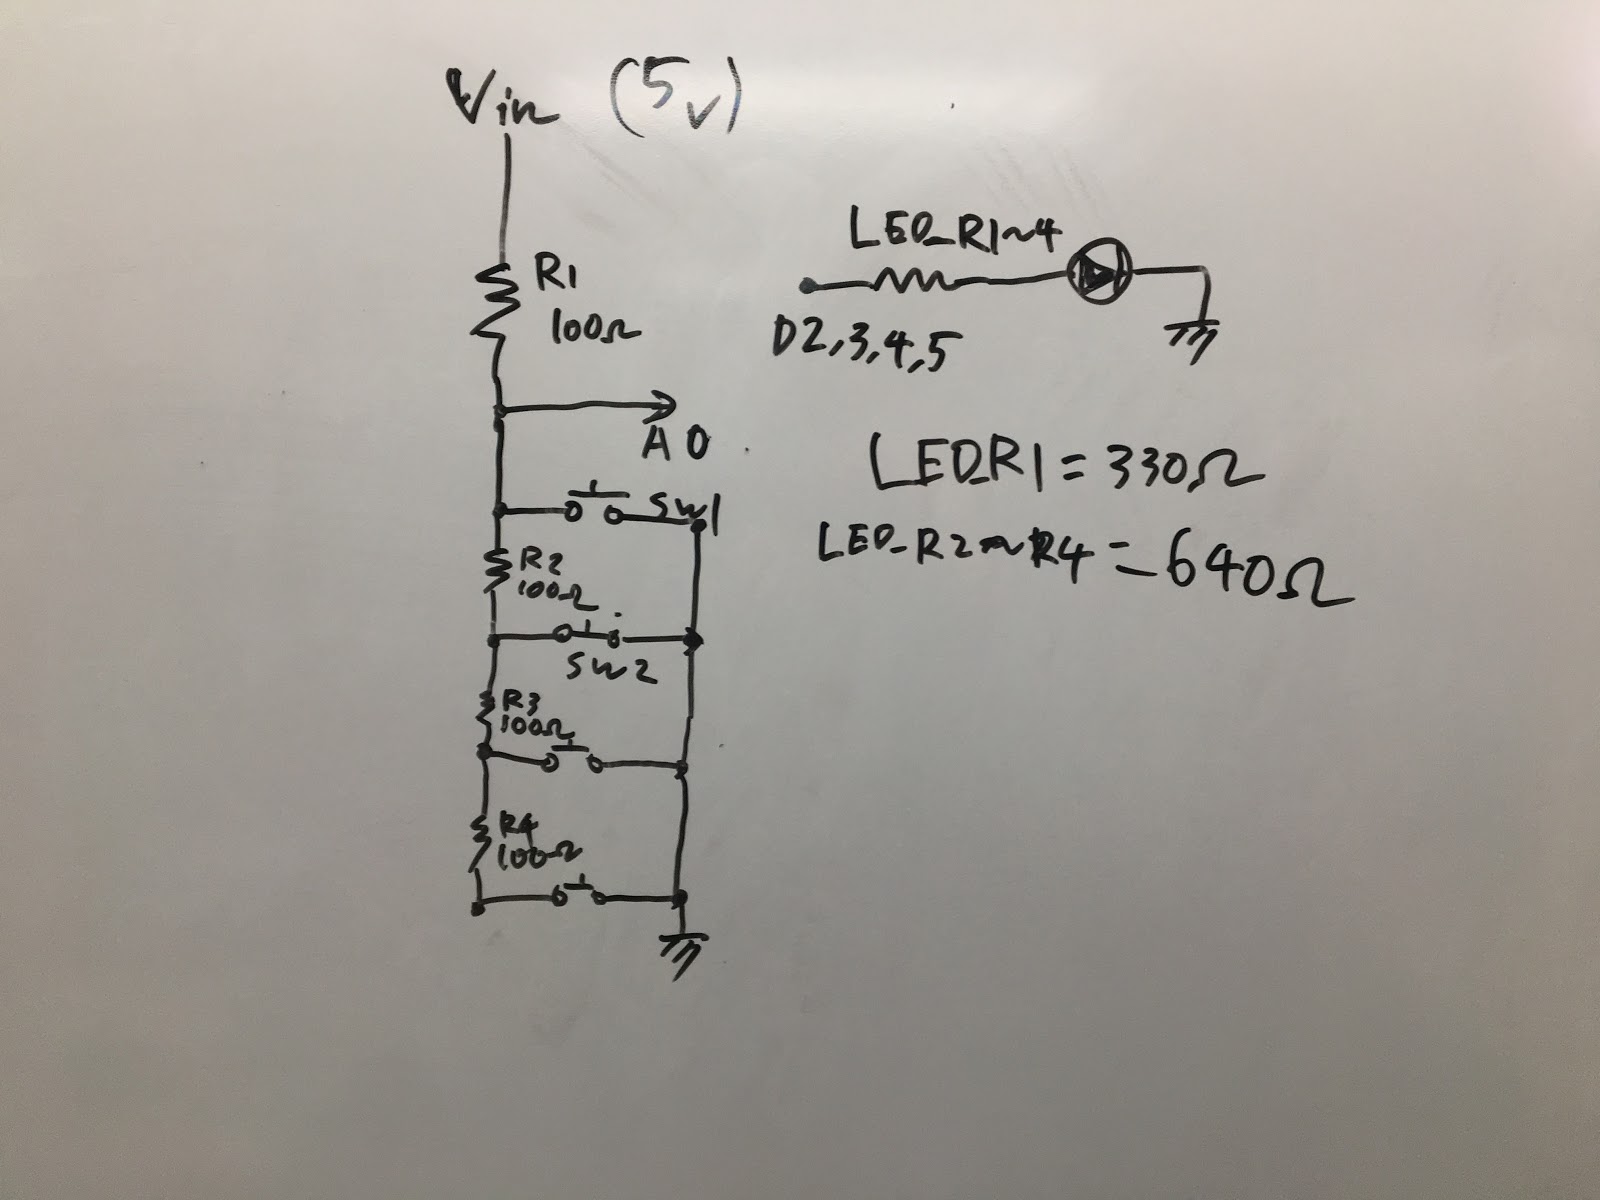 Vin (5v)
R1
100Ω
A0
SW1
R2
100Ω
SW2
R3
100Ω
R4
100Ω
LED_R1~4
D2,3,4,5
LED_R1=330Ω
LED_R2~R4=640Ω